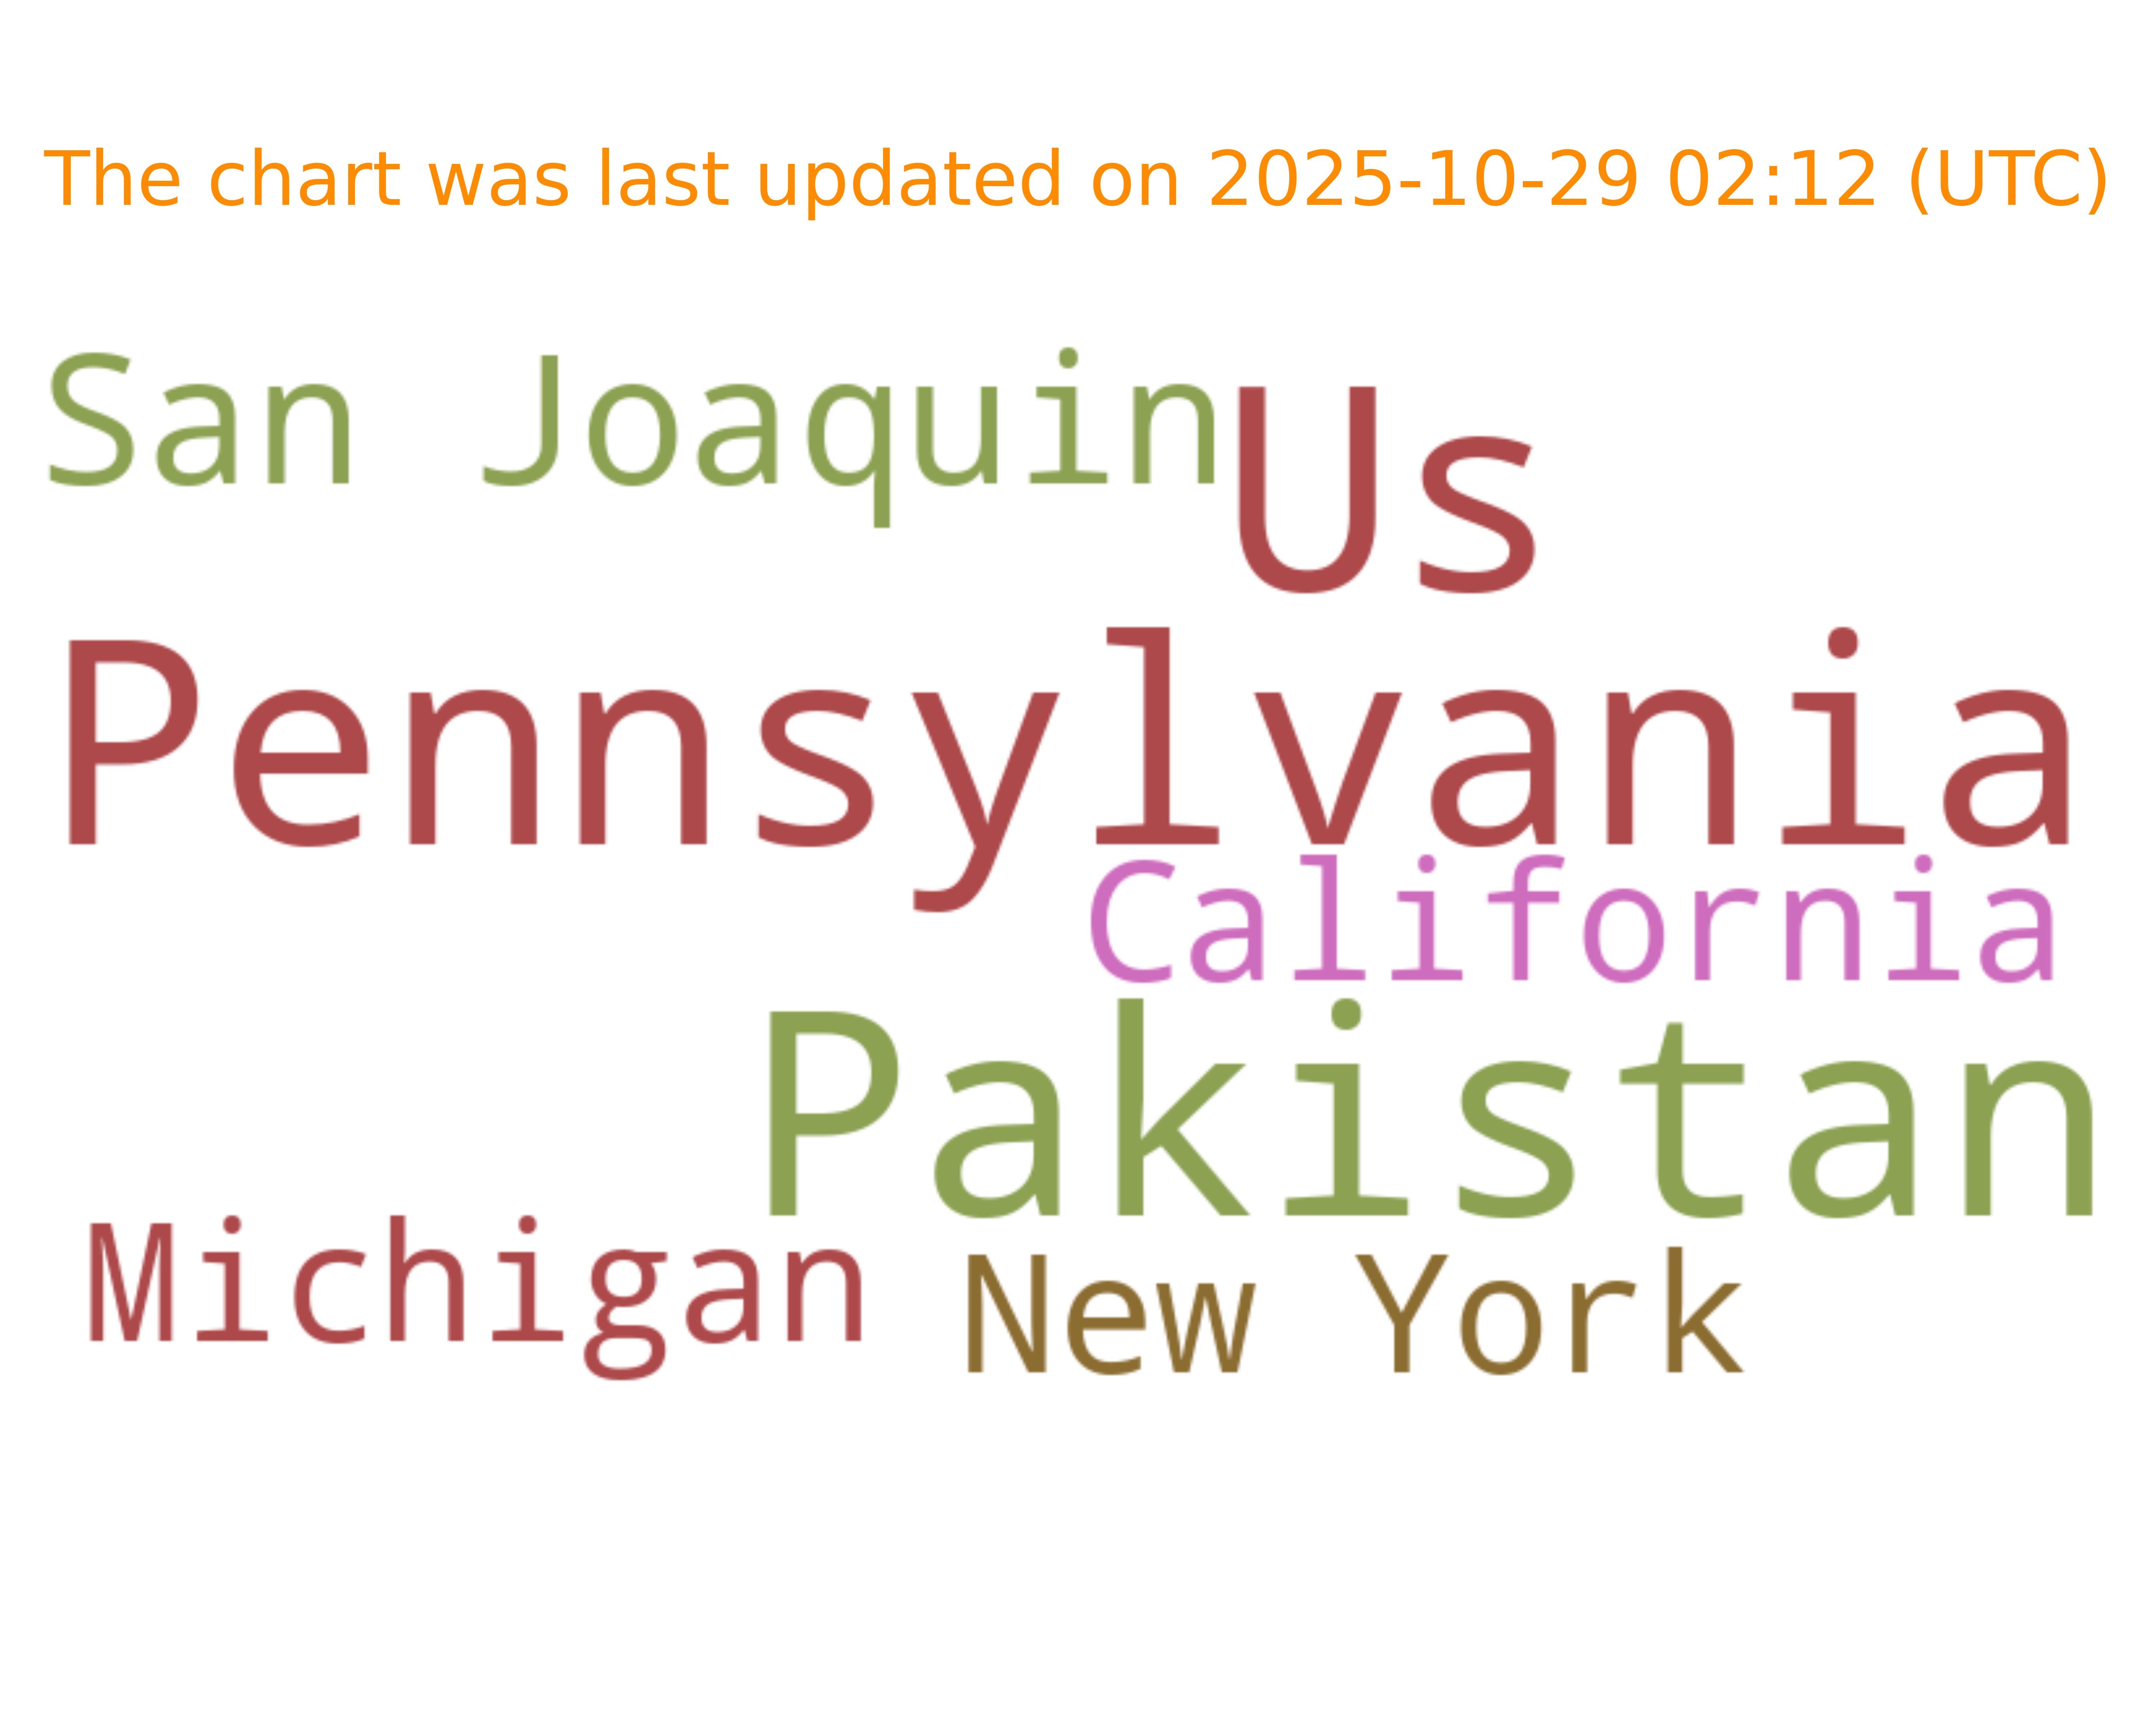 The chart was last updated on 2025-10-29 02:12 (UTC)
San Joaquin
Us
Pennsylvania
California
Pakistan
Michigan
New York